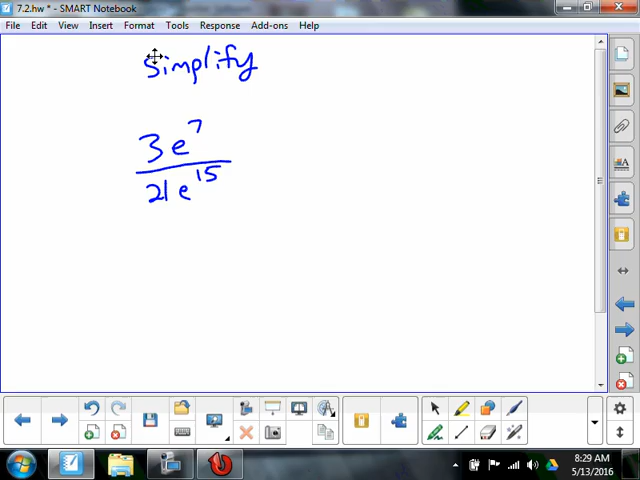 7.2.hw * - SMART Notebook
File Edit View Insert Format Tools Response Add-ons Help
simplify
3e^7
21e^15
8:29 AM
5/13/2016